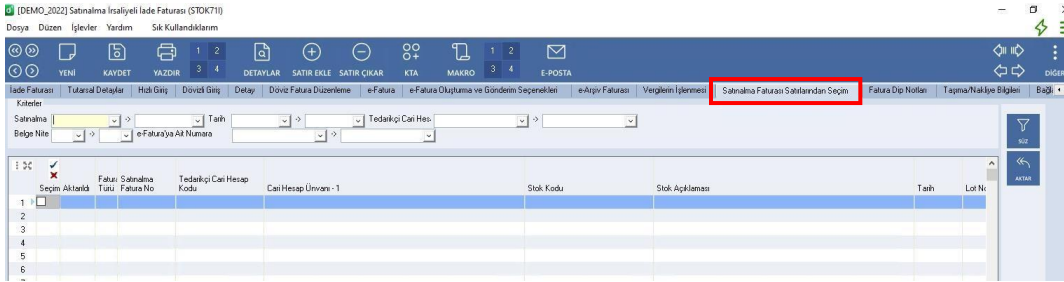 [DEMO_2022] Satınalma İrsaliyeli İade Faturası (STOK71I)
Dosya Düzen İşlevler Yardım Sık Kullandıklarım
YENİ KAYDET YAZDIR 1 2 3 4 DETAYLAR SATIR EKLE SATIR ÇIKAR KTA MAKRO 1 2 3 4 E-POSTA DİĞER
İade Faturası Tutarsal Detaylar Hızlı Giriş Dövizli Giriş Detay Döviz Fatura Düzenleme e-Fatura e-Fatura Oluşturma ve Gönderim Seçenekleri e-Arşiv Faturası Vergilerin İşlenmesi Satınalma Faturası Satırlarından Seçim Fatura Dip Notları Taşıma/Nakliye Bilgileri Bağlı
Kriterler
Satınalma -> Tarih -> Tedarikçi Cari Hes. ->
Belge Nite -> e-Fatura'ya Ait Numara ->
SÜZ
AKTAR
Seçim Aktarıldı Fatura Türü Satınalma Fatura No Tedarikçi Cari Hesap Kodu Cari Hesap Ünvanı - 1 Stok Kodu Stok Açıklaması Tarih Lot No
1
2
3
4
5
6